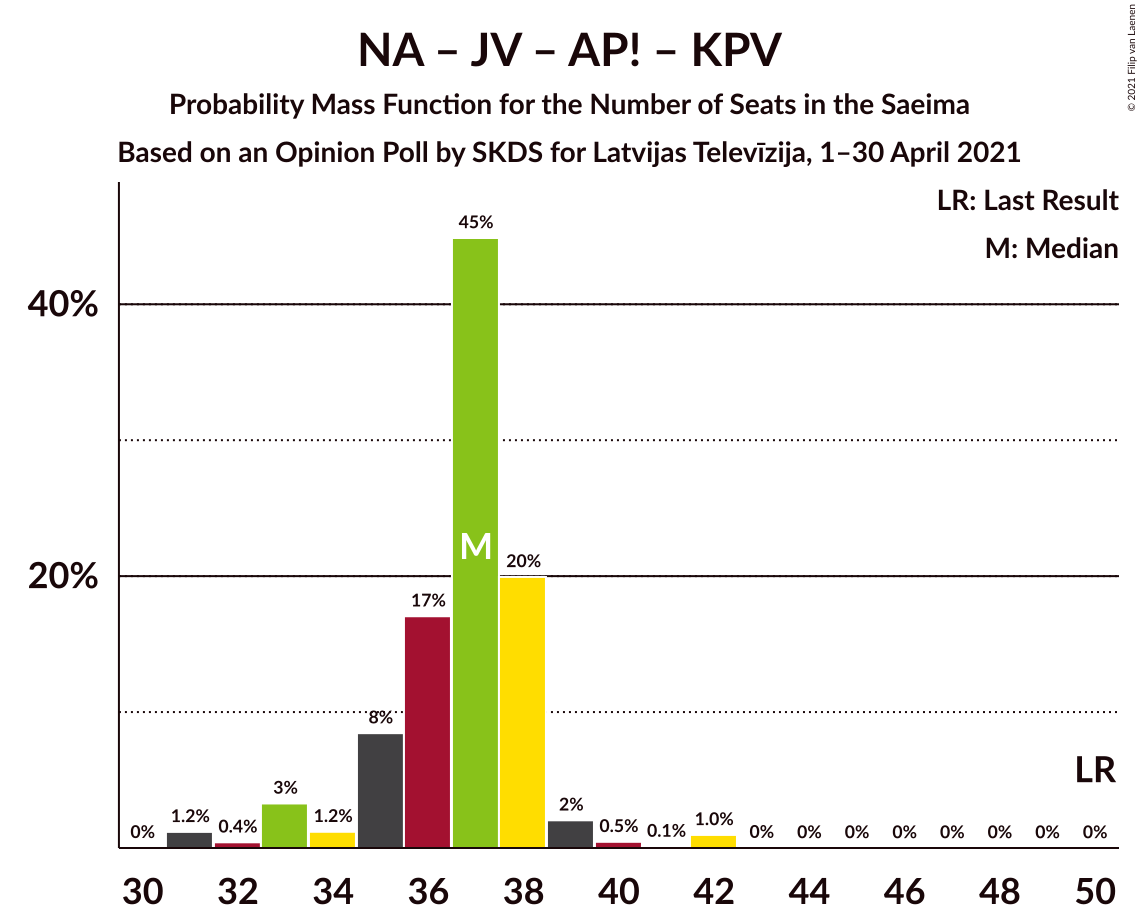 NA – JV – AP! – KPV
Probability Mass Function for the Number of Seats in the Saeima
Based on an Opinion Poll by SKDS for Latvijas Televīzija, 1–30 April 2021
© 2021 Filip van Laenen
LR: Last Result
M: Median
40%
20%
0%
1.2%
0.4%
3%
1.2%
8%
17%
45%
M
20%
2%
0.5%
0.1%
1.0%
0%
0%
0%
0%
0%
0%
0%
0%
LR
30 32 34 36 38 40 42 44 46 48 50